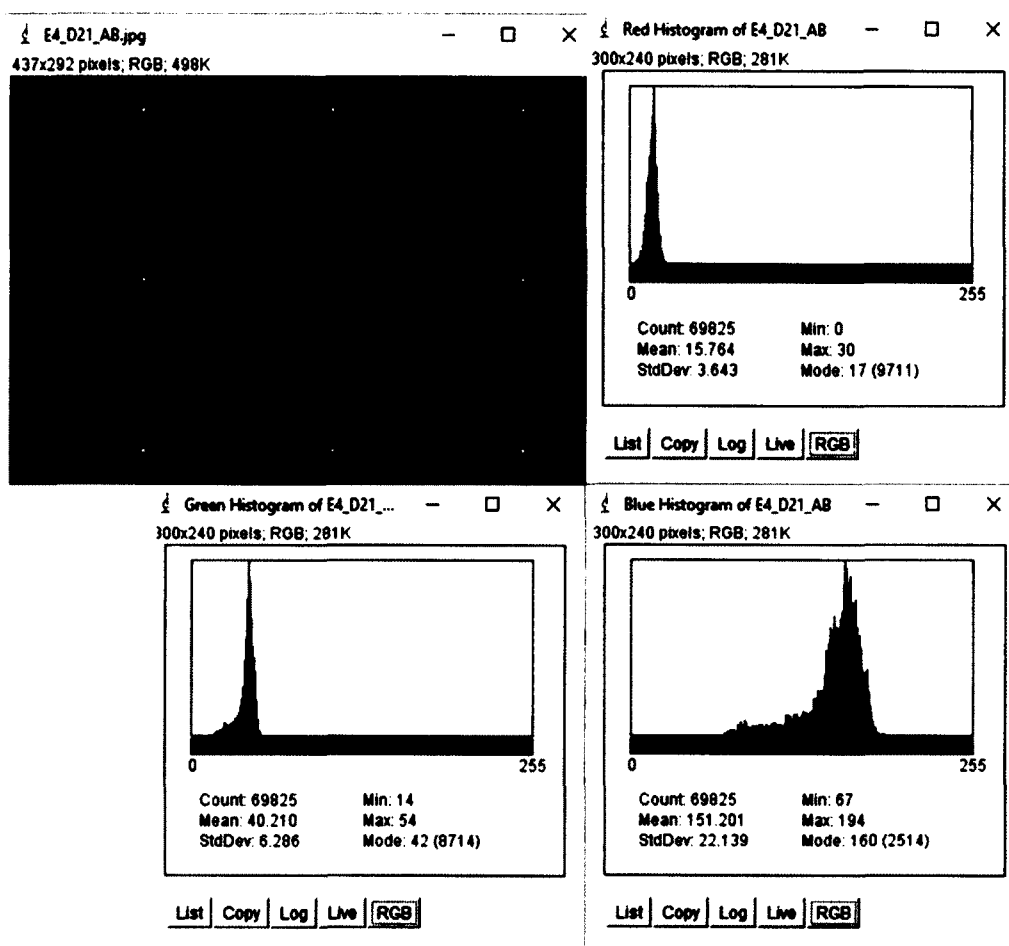 E4_D21_AB.jpg
437x292 pixels; RGB; 498K
Red Histogram of E4_D21_AB
300x240 pixels; RGB; 281K
0 255
Count: 69825 Min: 0
Mean: 15.764 Max: 30
StdDev: 3.643 Mode: 17 (9711)
List Copy Log Live RGB
Green Histogram of E4_D21_...
300x240 pixels; RGB; 281K
0 255
Count: 69825 Min: 14
Mean: 40.210 Max: 54
StdDev: 6.286 Mode: 42 (8714)
List Copy Log Live RGB
Blue Histogram of E4_D21_AB
300x240 pixels; RGB; 281K
0 255
Count: 69825 Min: 67
Mean: 151.201 Max: 194
StdDev: 22.139 Mode: 160 (2514)
List Copy Log Live RGB